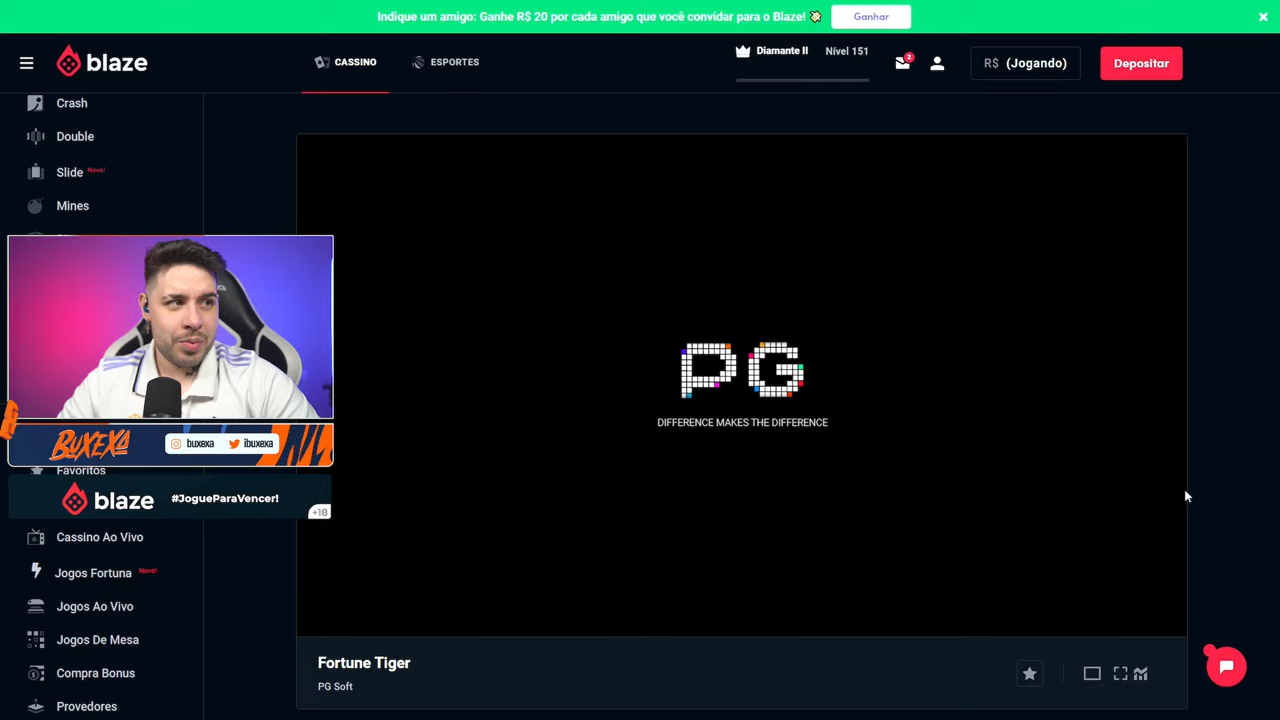 Indique um amigo: Ganhe R$ 20 por cada amigo que você convidar para o Blaze!
Ganhar
blaze
CASSINO
ESPORTES
Diamante II
Nível 151
2
R$ (Jogando)
Depositar
Crash
Double
Slide Novo!
Mines
PG
DIFFERENCE MAKES THE DIFFERENCE
BUXEXA
buxexa
ibuxexa
Favoritos
blaze
#JogueParaVencer!
+18
Cassino Ao Vivo
Jogos Fortuna Novo!
Jogos Ao Vivo
Jogos De Mesa
Compra Bonus
Provedores
Fortune Tiger
PG Soft